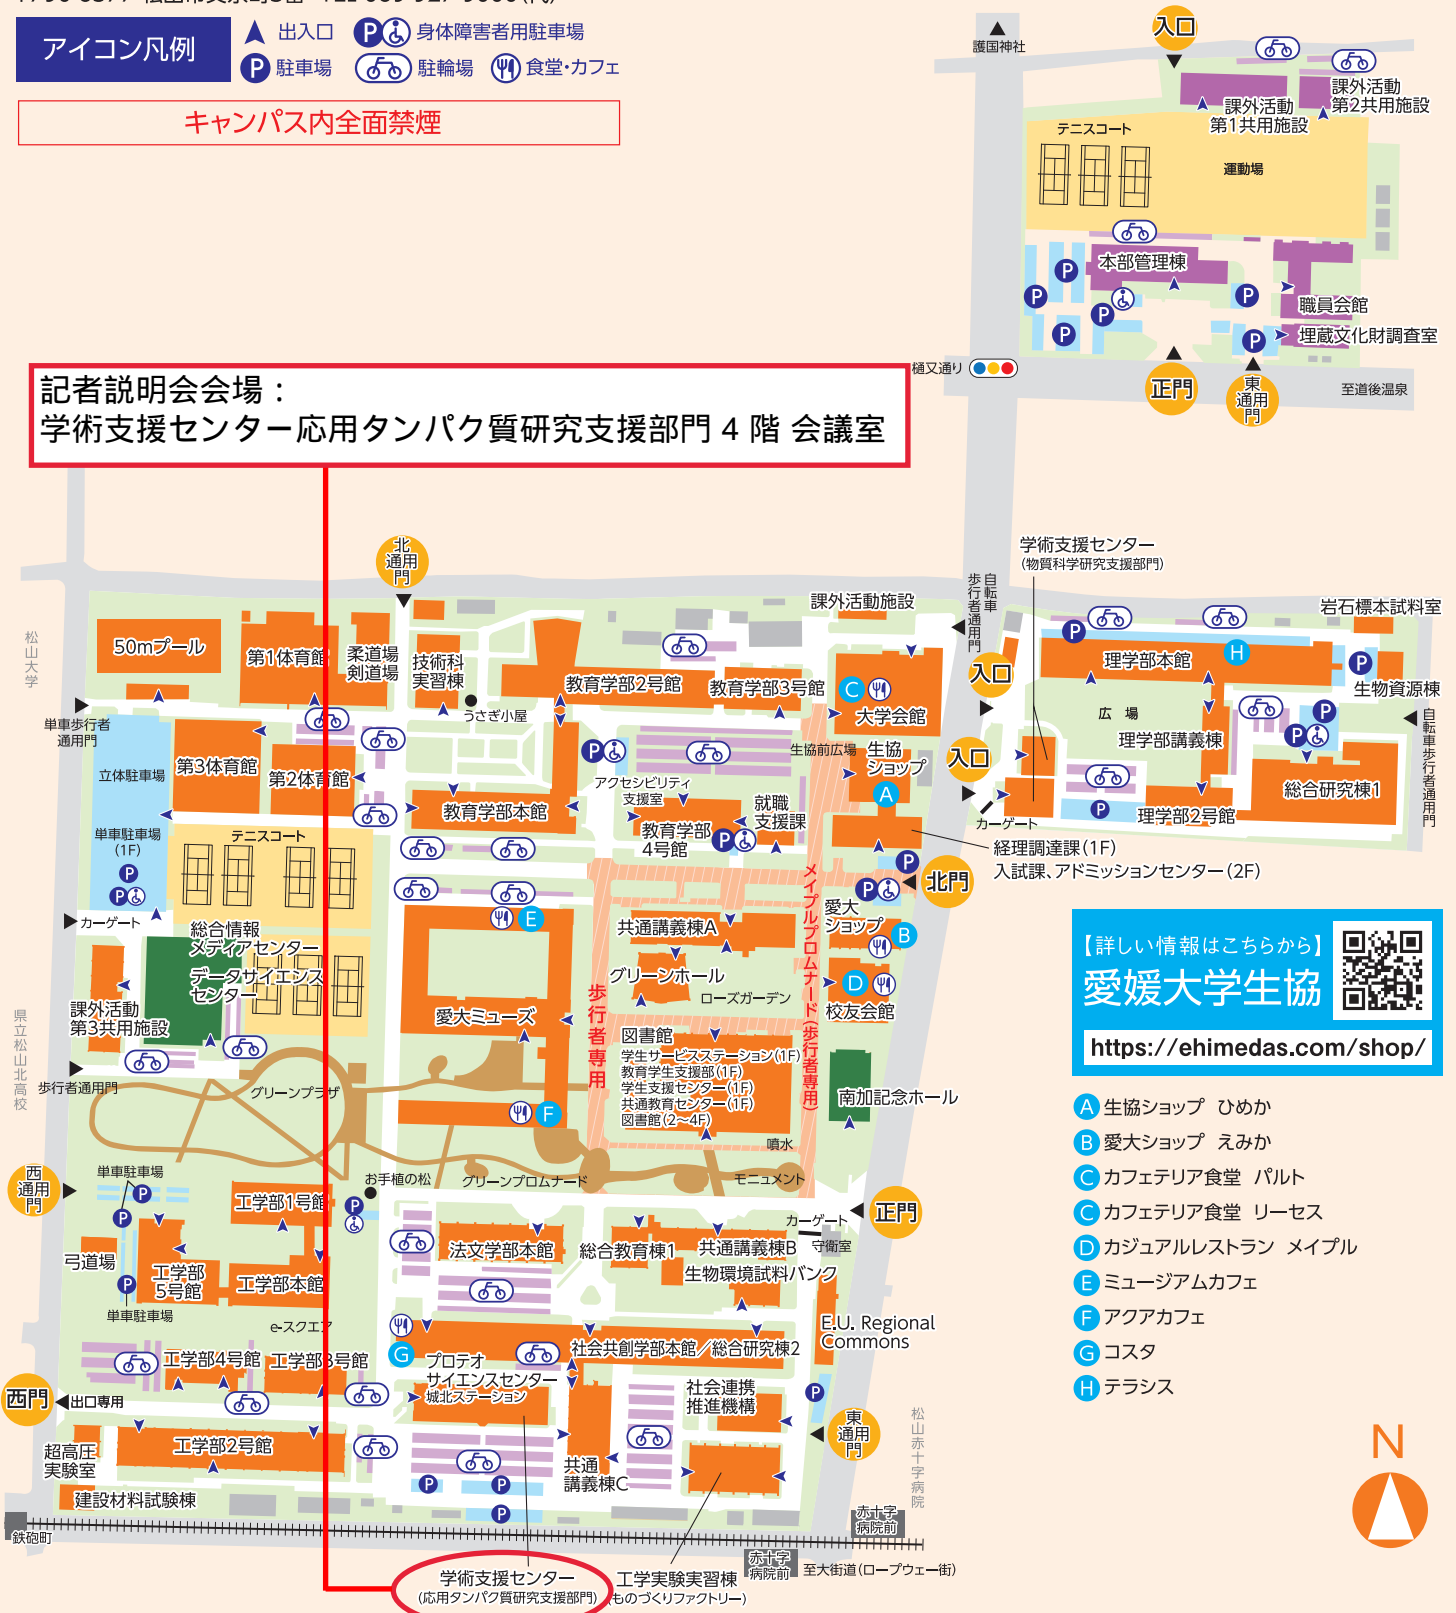 アイコン凡例
出入口
身体障害者用駐車場
P 駐車場
駐輪場
食堂・カフェ
キャンパス内全面禁煙
護国神社
入口
課外活動
第2共用施設
課外活動
第1共用施設
テニスコート
運動場
本部管理棟
職員会館
埋蔵文化財調査室
樋又通り
正門
東
通用
門
至道後温泉
記者説明会会場：
学術支援センター応用タンパク質研究支援部門 4 階 会議室
北
通用
門
学術支援センター
(物質科学研究支援部門)
自転車
歩行者通用門
課外活動施設
岩石標本試料室
松山大学
50mプール
第1体育館
柔道場
剣道場
技術科
実習棟
うさぎ小屋
教育学部2号館
教育学部3号館
C
大学会館
入口
理学部本館
H
生物資源棟
単車歩行者
通用門
自転車歩行者通用門
広 場
理学部講義棟
立体駐車場
第3体育館
第2体育館
生協前広場
生協
ショップ
A
入口
アクセシビリティ
支援室
教育学部本館
教育学部
4号館
就職
支援課
カーゲート
理学部2号館
総合研究棟1
単車駐車場
(1F)
テニスコート
経理調達課(1F)
入試課、アドミッションセンター(2F)
北門
メイプルプロムナード(歩行者専用)
カーゲート
総合情報
メディアセンター
データサイエンス
センター
E
共通講義棟A
愛大
ショップ
B
グリーンホール
ローズガーデン
D
校友会館
課外活動
第3共用施設
愛大ミューズ
歩行者専用
図書館
学生サービスステーション(1F)
教育学生支援部(1F)
学生支援センター(1F)
共通教育センター(1F)
図書館(2～4F)
県立松山北高校
歩行者通用門
グリーンプラザ
F
南加記念ホール
噴水
【詳しい情報はこちらから】
愛媛大学生協
https://ehimedas.com/shop/
A 生協ショップ ひめか
B 愛大ショップ えみか
C カフェテリア食堂 パルト
C カフェテリア食堂 リーセス
D カジュアルレストラン メイプル
E ミュージアムカフェ
F アクアカフェ
G コスタ
H テラシス
西
通用
門
単車駐車場
お手植の松
グリーンプロムナード
モニュメント
工学部1号館
カーゲート
守衛室
正門
弓道場
工学部
5号館
工学部本館
法文学部本館
総合教育棟1
共通講義棟B
生物環境試料バンク
単車駐車場
e-スクエア
E.U. Regional
Commons
工学部4号館
工学部3号館
G
プロテオ
サイエンスセンター
城北ステーション
社会共創学部本館／総合研究棟2
社会連携
推進機構
西門
出口専用
東
通用
門
松山赤十字病院
超高圧
実験室
工学部2号館
共通
講義棟C
建設材料試験棟
鉄砲町
赤十字
病院前
赤十字
病院前
至大街道(ロープウェー街)
学術支援センター
(応用タンパク質研究支援部門)
工学実験実習棟
(ものづくりファクトリー)
N